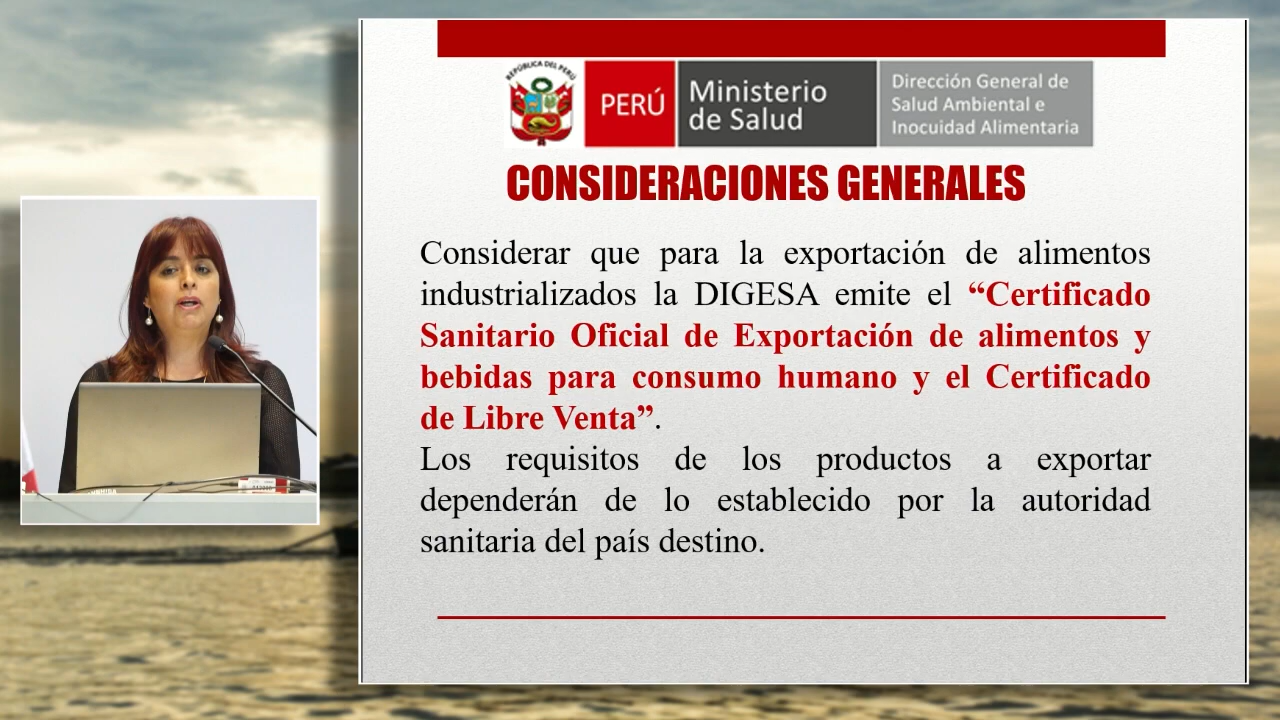 REPÚBLICA DEL PERÚ
PERÚ
Ministerio
de Salud
Dirección General de
Salud Ambiental e
Inocuidad Alimentaria
CONSIDERACIONES GENERALES
Considerar que para la exportación de alimentos
industrializados la DIGESA emite el “Certificado
Sanitario Oficial de Exportación de alimentos y
bebidas para consumo humano y el Certificado
de Libre Venta”.
Los requisitos de los productos a exportar
dependerán de lo establecido por la autoridad
sanitaria del país destino.